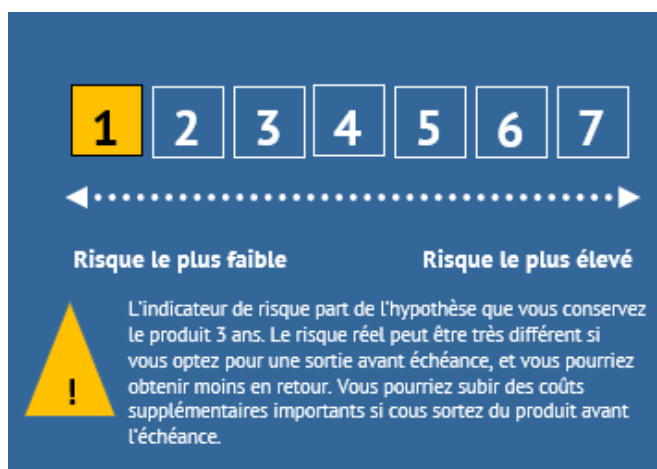 1 2 3 4 5 6 7
Risque le plus faible Risque le plus élevé
L'indicateur de risque part de l'hypothèse que vous conservez
le produit 3 ans. Le risque réel peut être très différent si
vous optez pour une sortie avant échéance, et vous pourriez
obtenir moins en retour. Vous pourriez subir des coûts
supplémentaires importants si cous sortez du produit avant
l'échéance.
!